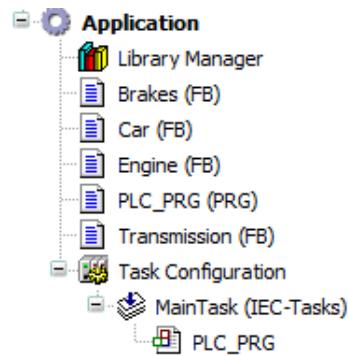 Application
Library Manager
Brakes (FB)
Car (FB)
Engine (FB)
PLC_PRG (PRG)
Transmission (FB)
Task Configuration
MainTask (IEC-Tasks)
PLC_PRG